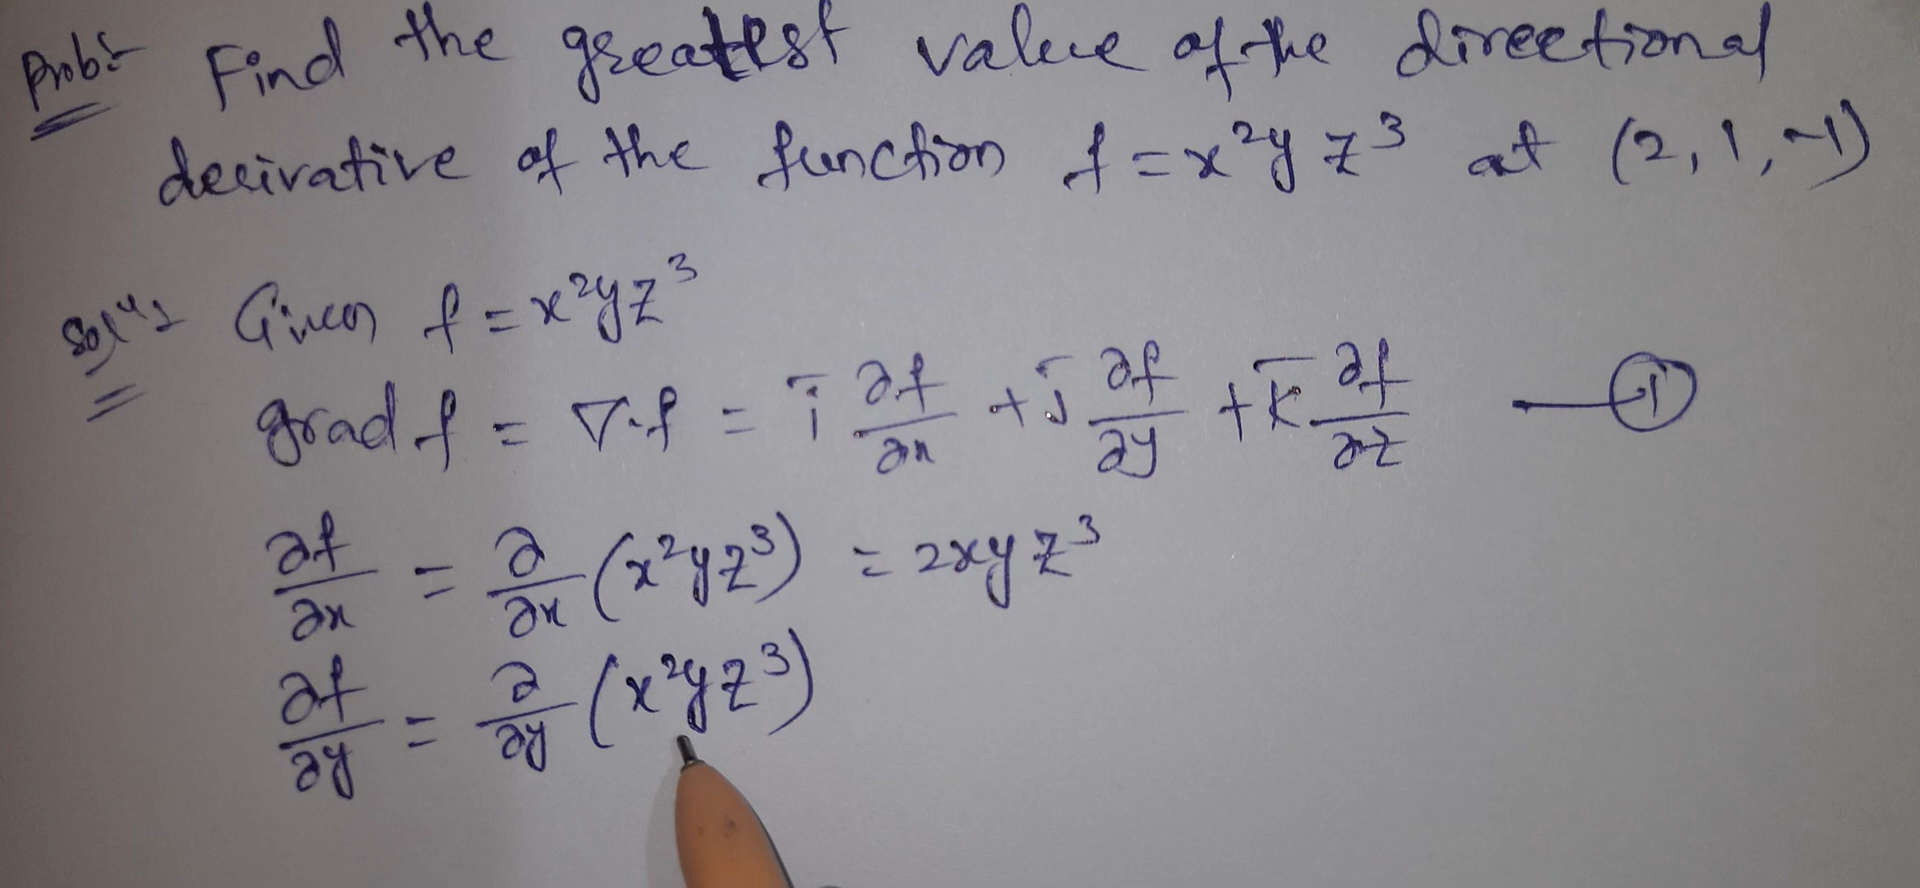 Prob:- Find the greatest value of the directional
derivative of the function f = x²yz³ at (2, 1, -1)
Solⁿ: Given f = x²yz³
grad f = ∇·f = i̅ ∂f/∂x + j̅ ∂f/∂y + k̅ ∂f/∂z — ①
∂f/∂x = ∂/∂x (x²yz³) = 2xyz³
∂f/∂y = ∂/∂y (x²yz³)